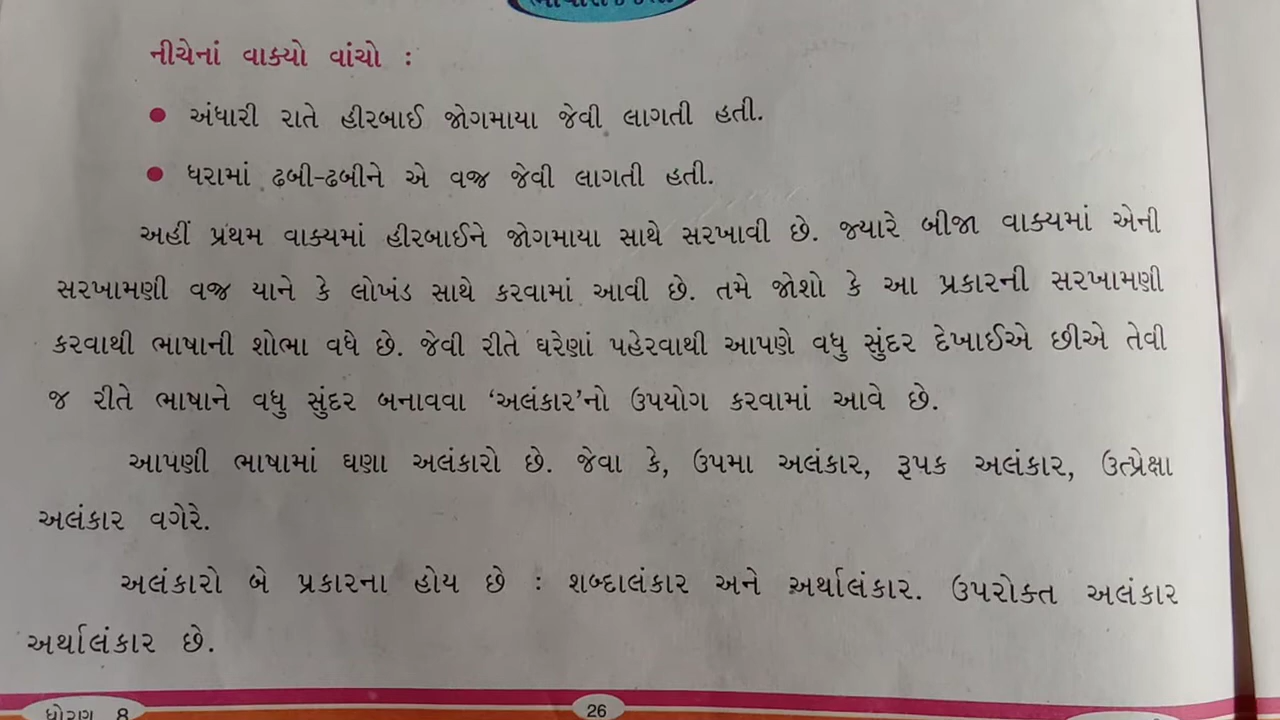 નીચેનાં વાક્યો વાંચો :
● અંધારી રાતે હીરબાઈ જોગમાયા જેવી લાગતી હતી.
● ધરામાં ઢબી-ઢબીને એ વજ્ર જેવી લાગતી હતી.
અહીં પ્રથમ વાક્યમાં હીરબાઈને જોગમાયા સાથે સરખાવી છે. જ્યારે બીજા વાક્યમાં એની
સરખામણી વજ્ર યાને કે લોખંડ સાથે કરવામાં આવી છે. તમે જોશો કે આ પ્રકારની સરખામણી
કરવાથી ભાષાની શોભા વધે છે. જેવી રીતે ઘરેણાં પહેરવાથી આપણે વધુ સુંદર દેખાઈએ છીએ તેવી
જ રીતે ભાષાને વધુ સુંદર બનાવવા ‘અલંકાર’નો ઉપયોગ કરવામાં આવે છે.
આપણી ભાષામાં ઘણા અલંકારો છે. જેવા કે, ઉપમા અલંકાર, રૂપક અલંકાર, ઉત્પ્રેક્ષા
અલંકાર વગેરે.
અલંકારો બે પ્રકારના હોય છે : શબ્દાલંકાર અને અર્થાલંકાર. ઉપરોક્ત અલંકાર
અર્થાલંકાર છે.
ધોરણ 8
26